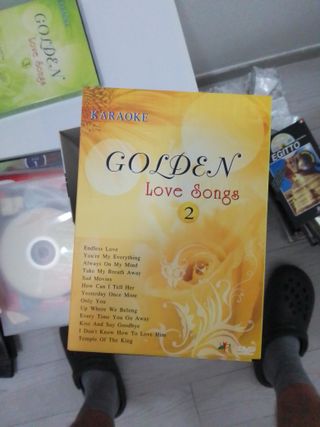 GOLDEN
Love Songs
3
KARAOKE
GOLDEN
Love Songs
2
Endless Love
You're My Everything
Always On My Mind
Take My Breath Away
Sad Movies
How Can I Tell Her
Yesterday Once More
Only You
Up Where We Belong
Every Time You Go Away
Kiss And Say Goodbye
I Don't Know How To Love Him
Temple Of The King
EGITTO